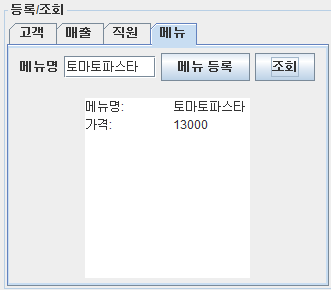 등록/조회
고객 매출 직원 메뉴
메뉴명 토마토파스타 메뉴 등록 조회
메뉴명: 토마토파스타
가격: 13000